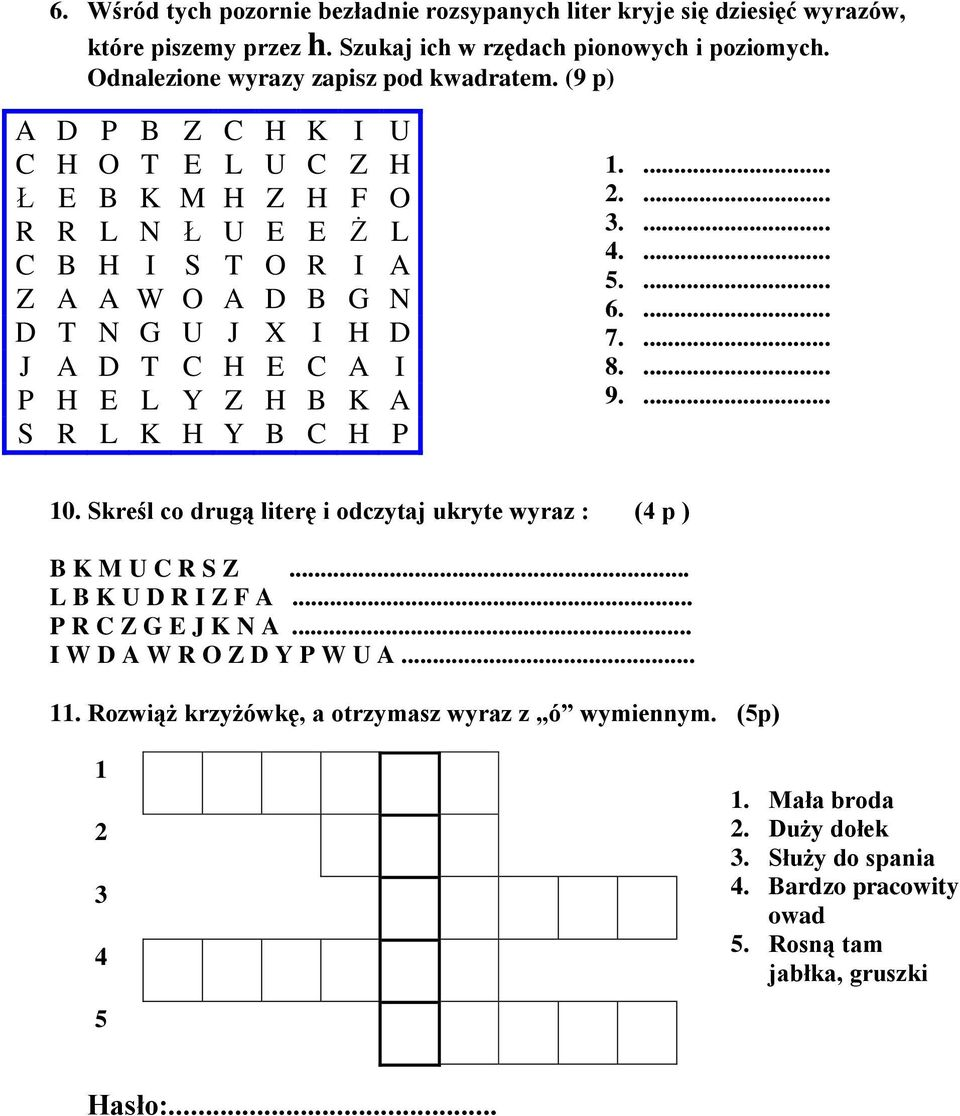 6. Wśród tych pozornie bezładnie rozsypanych liter kryje się dziesięć wyrazów,
które piszemy przez h. Szukaj ich w rzędach pionowych i poziomych.
Odnalezione wyrazy zapisz pod kwadratem. (9 p)
A D P B Z C H K I U
C H O T E L U C Z H
Ł E B K M H Z H F O
R R L N Ł U E E Ż L
C B H I S T O R I A
Z A A W O A D B G N
D T N G U J X I H D
J A D T C H E C A I
P H E L Y Z H B K A
S R L K H Y B C H P
1. ...............................
2. ...............................
3. ...............................
4. ...............................
5. ...............................
6. ...............................
7. ...............................
8. ...............................
9. ...............................
10. Skreśl co drugą literę i odczytaj ukryte wyraz : (4 p )
B K M U C R S Z ................................................................
L B K U D R I Z F A ................................................................
P R C Z G E J K N A ................................................................
I W D A W R O Z D Y P W U A ...............................................
11. Rozwiąż krzyżówkę, a otrzymasz wyraz z „ó” wymiennym. (5p)
1
2
3
4
5
1. Mała broda
2. Duży dołek
3. Służy do spania
4. Bardzo pracowity
owad
5. Rosną tam
jabłka, gruszki
Hasło:............................................